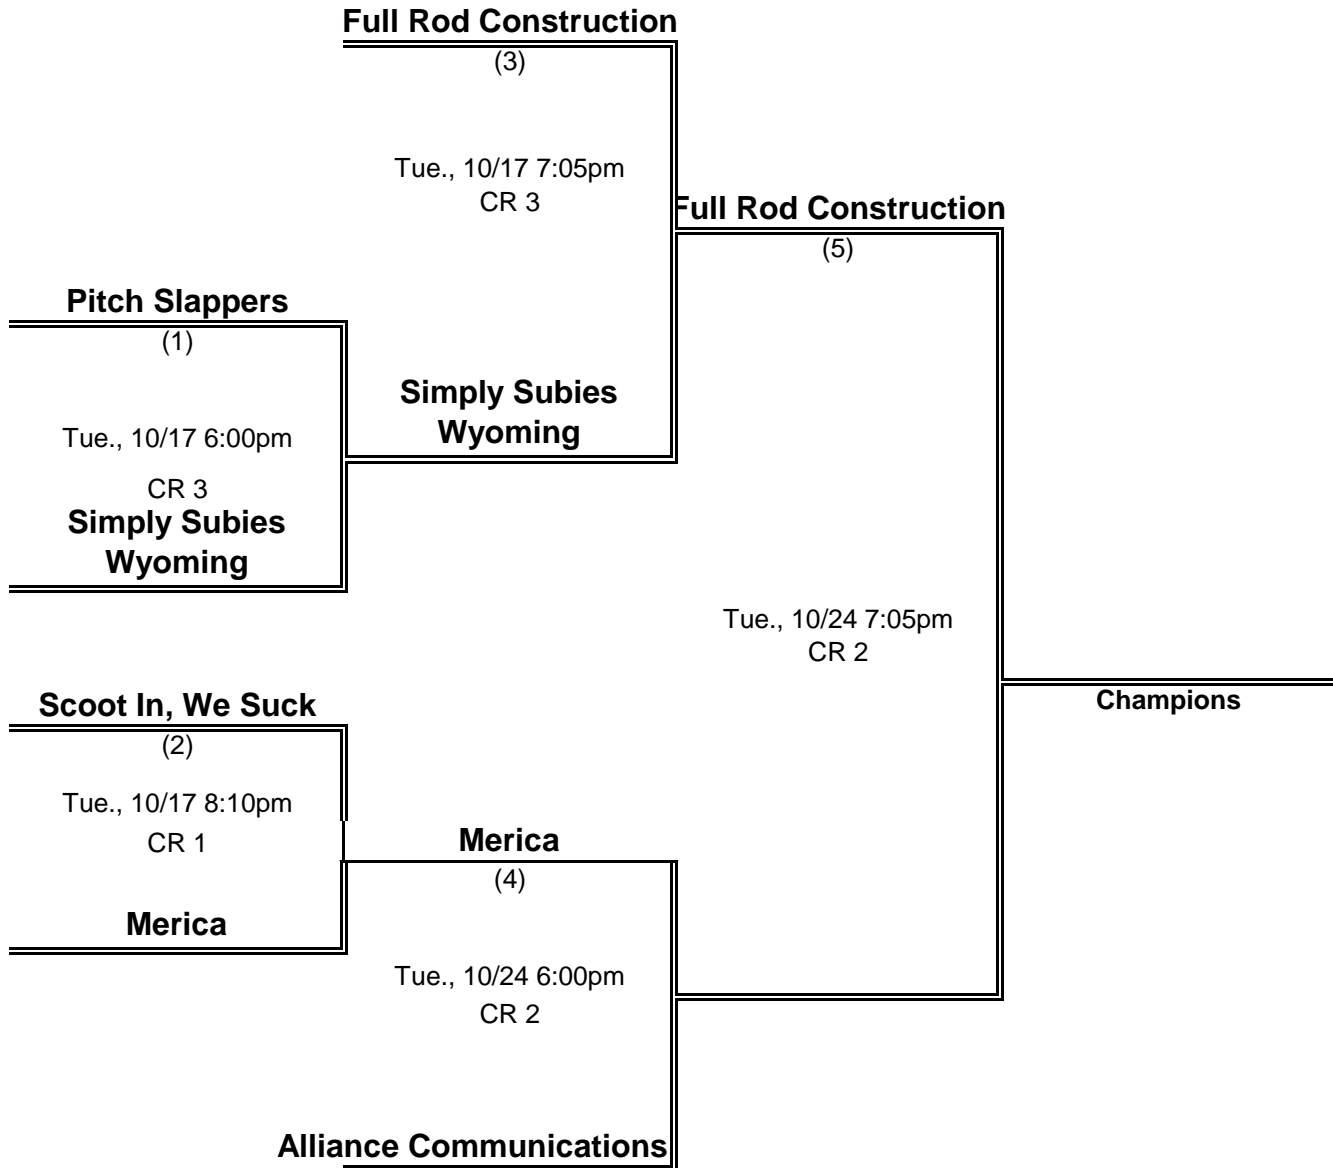 Full Rod Construction
(3)
Tue., 10/17 7:05pm
CR 3
Full Rod Construction
(5)
Pitch Slappers
(1)
Simply Subies
Wyoming
Tue., 10/17 6:00pm
CR 3
Simply Subies
Wyoming
Tue., 10/24 7:05pm
CR 2
Scoot In, We Suck
Champions
(2)
Tue., 10/17 8:10pm
CR 1
Merica
(4)
Merica
Tue., 10/24 6:00pm
CR 2
Alliance Communications